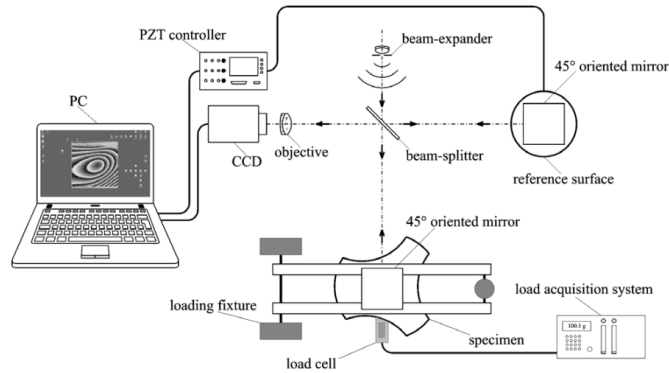 PZT controller
beam-expander
45° oriented mirror
PC
CCD
objective
beam-splitter
reference surface
45° oriented mirror
load acquisition system
loading fixture
100.1 g
specimen
load cell